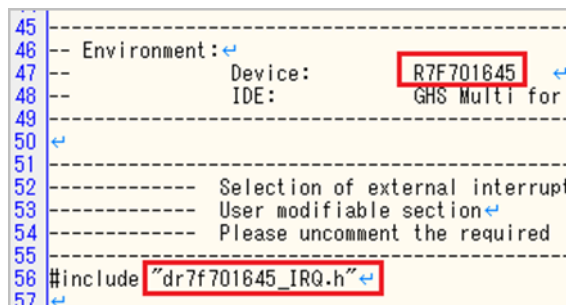 45 --------------------------------------------------
46 -- Environment:↵
47 -- Device: R7F701645 ↵
48 -- IDE: GHS Multi for
49 --------------------------------------------------
50 ↵
51 --------------------------------------------------
52 ------------- Selection of external interrupt
53 ------------- User modifiable section↵
54 ------------- Please uncomment the required
55 --------------------------------------------------
56 #include "dr7f701645_IRQ.h"↵
57 ↵